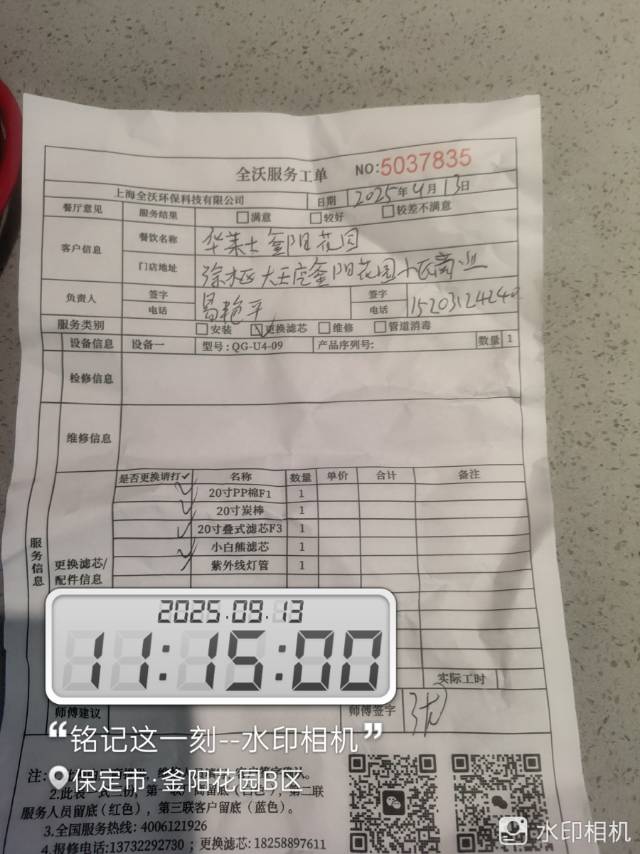 全沃服务工单 NO:5037835
上海全沃环保科技有限公司 日期 2025年4月13日
餐厅意见 服务结果 满意 较好 较差不满意
客户信息 餐饮名称 华莱士釜阳花园
门店地址 徐水区大王店釜阳花园小区商业
负责人 签字 签字
电话 电话 15203124240
服务类别 安装 更换滤芯 维修 管道消毒
设备信息 设备一 型号: QG-U4-09 产品序列号: 数量 1
检修信息
维修信息
服务信息
更换滤芯/配件信息
是否更换请打✓ 名称 数量 单价 合计 备注
✓ 20寸PP棉F1 1
✓ 20寸炭棒 1
✓ 20寸叠式滤芯F3 1
✓ 小白熊滤芯 1
紫外线灯管 1
2025.09.13
11:15:00
实际工时
师傅建议 师傅签字
“铭记这一刻--水印相机”
保定市·釜阳花园B区
注:
服务人员留底(红色), 第三联客户留底(蓝色)。
3.全国服务热线: 4006121926
4.报修电话:13732292730 ; 更换滤芯: 18258897611
水印相机